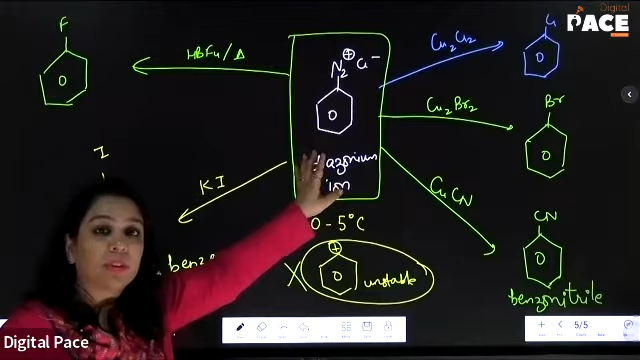 Digital
PACE
F
HBF4/Δ
N2⊕ Cl−
Cu2Cl2
Cl
Cu2Br2
Br
I
KI
ion
CuCN
CN
0 - 5°C
⊕
unstable
benzonitrile
5/5
Digital Pace